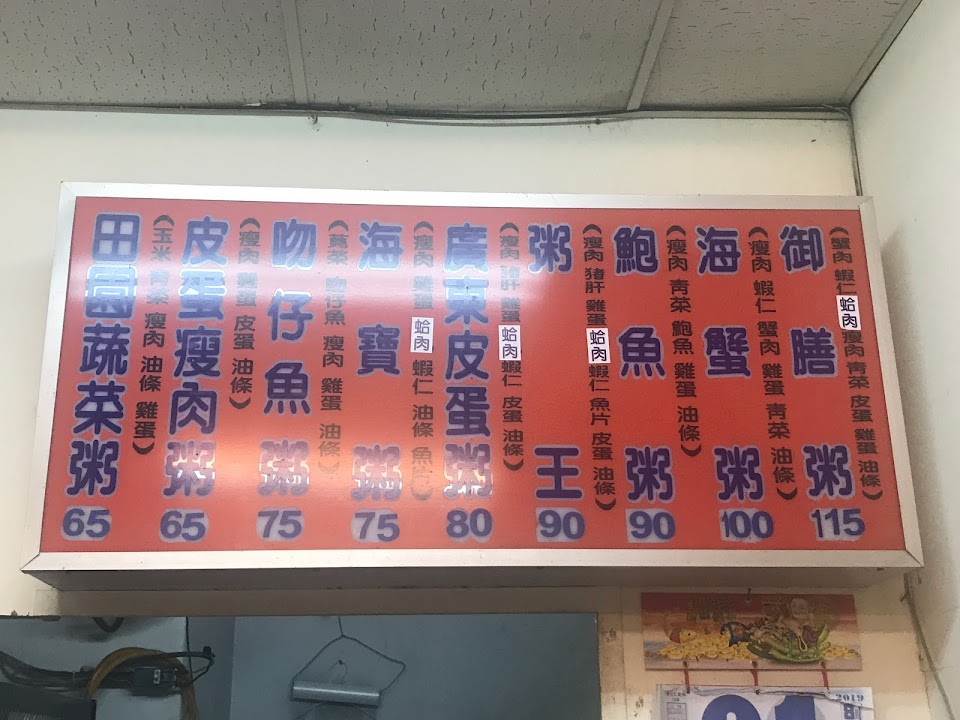 御膳粥
115
（蟹肉 蝦仁 蛤肉 瘦肉 青菜 皮蛋 雞蛋 油條）
海蟹粥
100
（瘦肉 蝦仁 蟹肉 雞蛋 青菜 油條）
鮑魚粥
90
（瘦肉 青菜 鮑魚 雞蛋 油條）
粥王
90
（瘦肉 猪肝 雞蛋 蛤肉 蝦仁 魚片 皮蛋 油條）
廣東皮蛋粥
80
（瘦肉 猪肝 雞蛋 蛤肉 蝦仁 皮蛋 油條）
海寶粥
75
（瘦肉 雞蛋 蛤肉 蝦仁 油條 魚
吻仔魚粥
75
吻仔魚 瘦肉 雞蛋 油條）
皮蛋瘦肉粥
65
（瘦肉 雞蛋 皮蛋 油條）
田園蔬菜粥
65
（玉米 青菜 瘦肉 油條 雞蛋）
2019